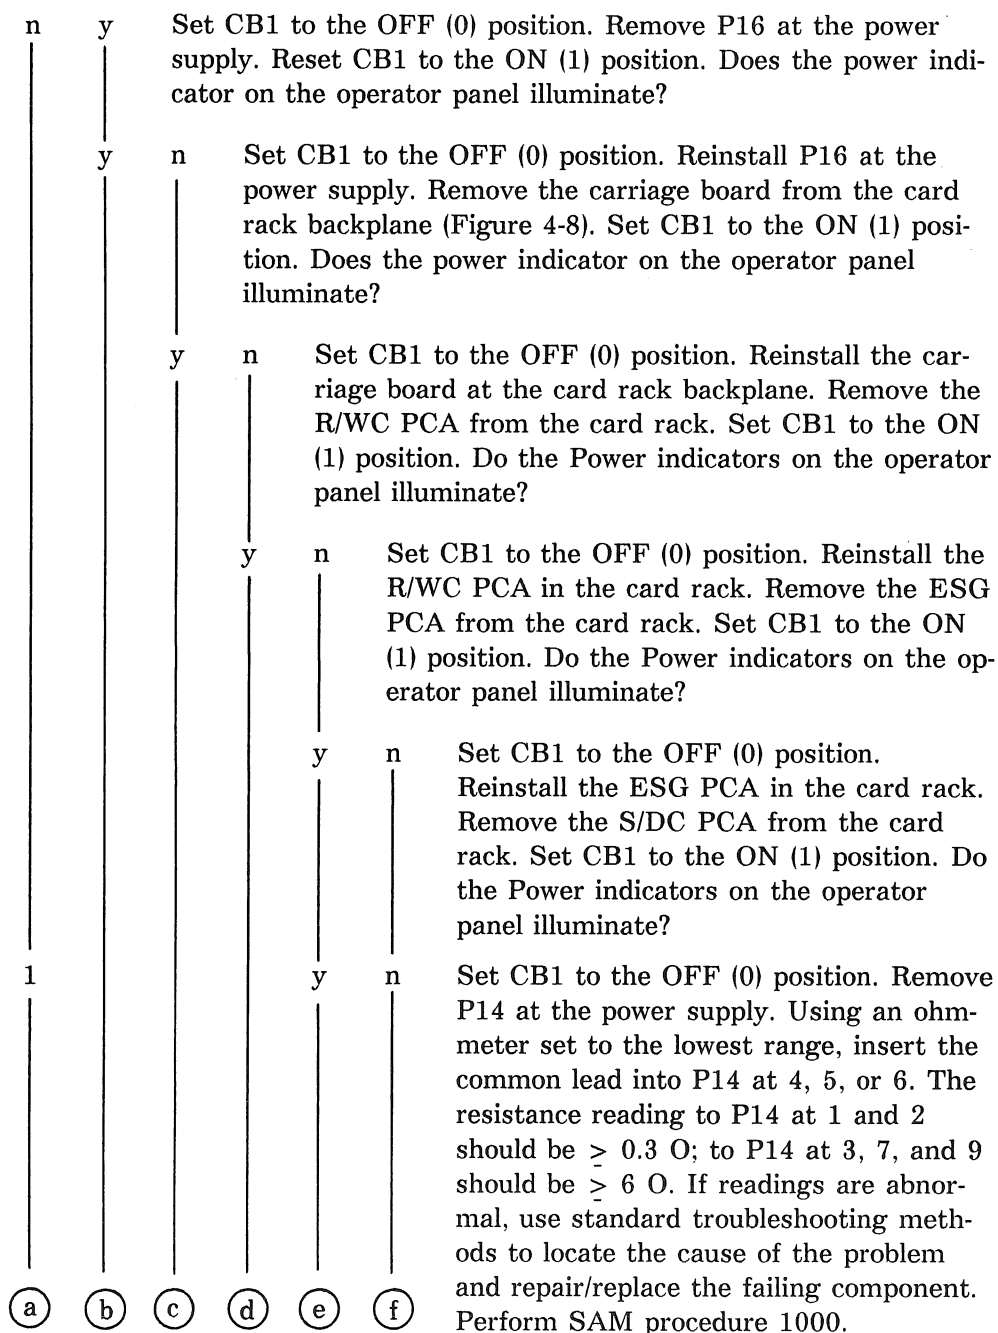 n y Set CB1 to the OFF (0) position. Remove P16 at the power
supply. Reset CB1 to the ON (1) position. Does the power indi-
cator on the operator panel illuminate?
y n Set CB1 to the OFF (0) position. Reinstall P16 at the
power supply. Remove the carriage board from the card
rack backplane (Figure 4-8). Set CB1 to the ON (1) posi-
tion. Does the power indicator on the operator panel
illuminate?
y n Set CB1 to the OFF (0) position. Reinstall the car-
riage board at the card rack backplane. Remove the
R/WC PCA from the card rack. Set CB1 to the ON
(1) position. Do the Power indicators on the operator
panel illuminate?
y n Set CB1 to the OFF (0) position. Reinstall the
R/WC PCA in the card rack. Remove the ESG
PCA from the card rack. Set CB1 to the ON
(1) position. Do the Power indicators on the op-
erator panel illuminate?
y n Set CB1 to the OFF (0) position.
Reinstall the ESG PCA in the card rack.
Remove the S/DC PCA from the card
rack. Set CB1 to the ON (1) position. Do
the Power indicators on the operator
panel illuminate?
1 y n Set CB1 to the OFF (0) position. Remove
P14 at the power supply. Using an ohm-
meter set to the lowest range, insert the
common lead into P14 at 4, 5, or 6. The
resistance reading to P14 at 1 and 2
should be ≥ 0.3 O; to P14 at 3, 7, and 9
should be ≥ 6 O. If readings are abnor-
mal, use standard troubleshooting meth-
ods to locate the cause of the problem
and repair/replace the failing component.
Perform SAM procedure 1000.
a b c d e f